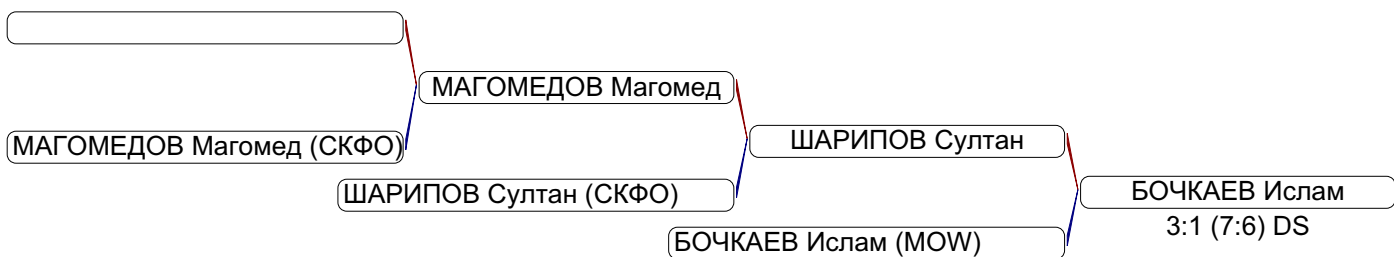 МАГОМЕДОВ Магомед
МАГОМЕДОВ Магомед (СКФО)
ШАРИПОВ Султан
ШАРИПОВ Султан (СКФО)
БОЧКАЕВ Ислам
3:1 (7:6) DS
БОЧКАЕВ Ислам (MOW)